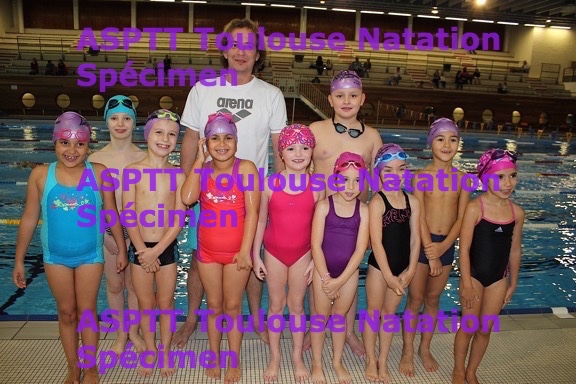 ASPTT Toulouse Natation
Spécimen
arena
ASPTT Toulouse Natation
Spécimen
ASPTT Toulouse Natation
Spécimen